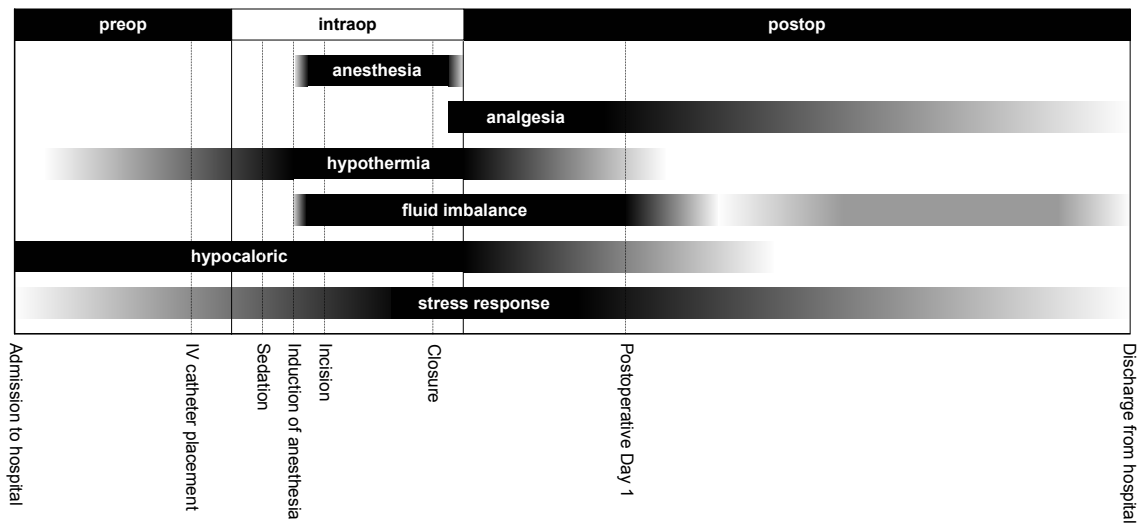 preop
intraop
postop
anesthesia
analgesia
hypothermia
fluid imbalance
hypocaloric
stress response
Admission to hospital
IV catheter placement
Sedation
Induction of anesthesia
Incision
Closure
Postoperative Day 1
Discharge from hospital